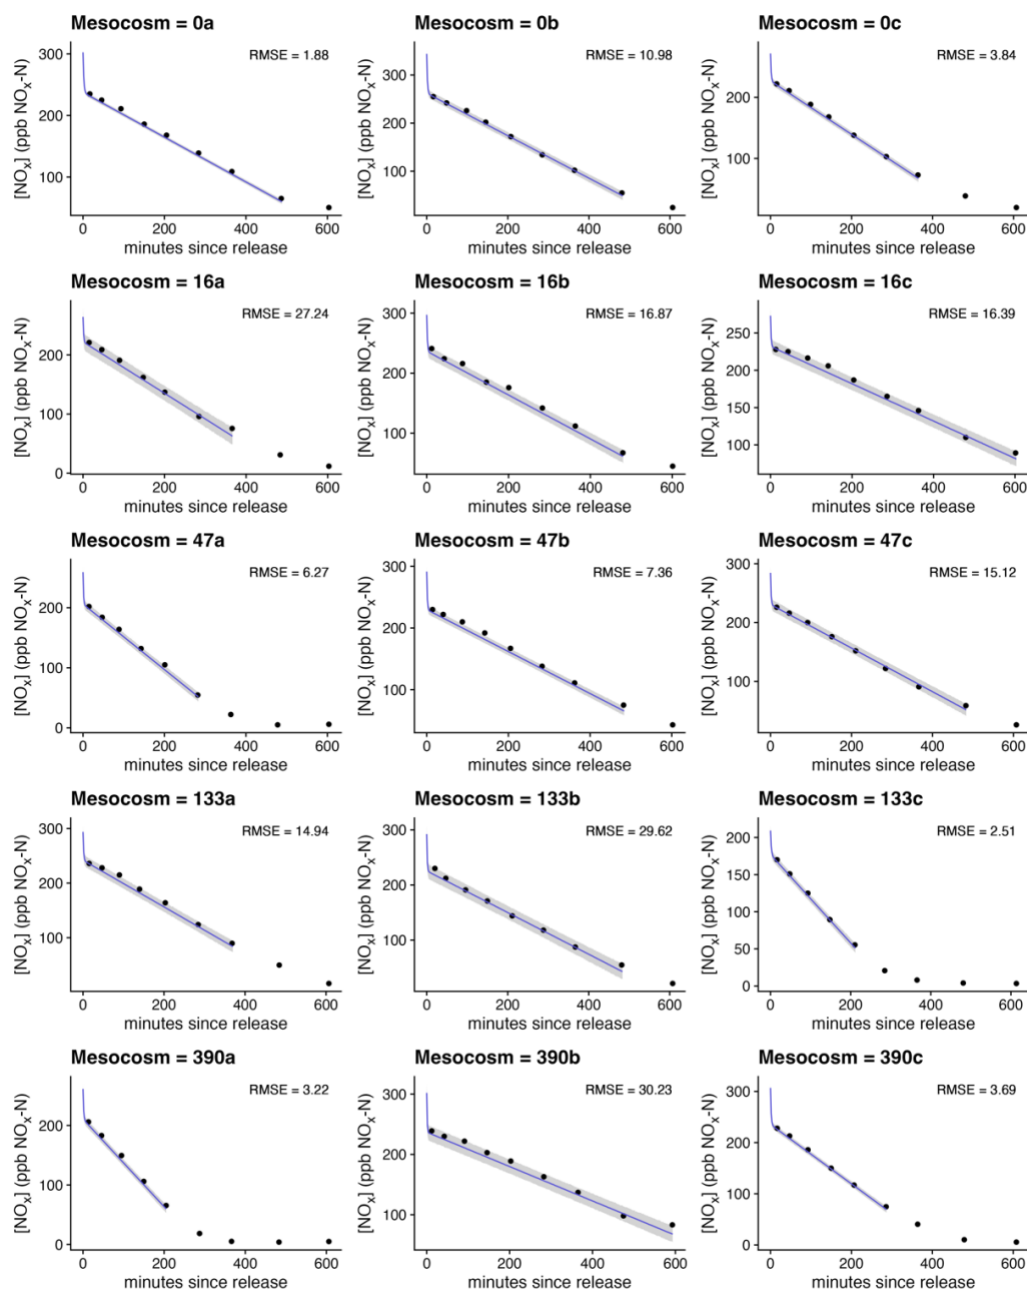 Mesocosm = 0a
Mesocosm = 0b
Mesocosm = 0c
RMSE = 1.88
RMSE = 10.98
RMSE = 3.84
[NOₓ] (ppb NOₓ-N)
300
200
100
0 200 400 600
minutes since release
[NOₓ] (ppb NOₓ-N)
300
200
100
0 200 400 600
minutes since release
[NOₓ] (ppb NOₓ-N)
200
100
0 200 400 600
minutes since release
Mesocosm = 16a
Mesocosm = 16b
Mesocosm = 16c
RMSE = 27.24
RMSE = 16.87
RMSE = 16.39
[NOₓ] (ppb NOₓ-N)
200
100
0
0 200 400 600
minutes since release
[NOₓ] (ppb NOₓ-N)
300
200
100
0 200 400 600
minutes since release
[NOₓ] (ppb NOₓ-N)
250
200
150
100
0 200 400 600
minutes since release
Mesocosm = 47a
Mesocosm = 47b
Mesocosm = 47c
RMSE = 6.27
RMSE = 7.36
RMSE = 15.12
[NOₓ] (ppb NOₓ-N)
200
100
0
0 200 400 600
minutes since release
[NOₓ] (ppb NOₓ-N)
300
200
100
0 200 400 600
minutes since release
[NOₓ] (ppb NOₓ-N)
300
200
100
0 200 400 600
minutes since release
Mesocosm = 133a
Mesocosm = 133b
Mesocosm = 133c
RMSE = 14.94
RMSE = 29.62
RMSE = 2.51
[NOₓ] (ppb NOₓ-N)
300
200
100
0 200 400 600
minutes since release
[NOₓ] (ppb NOₓ-N)
300
200
100
0 200 400 600
minutes since release
[NOₓ] (ppb NOₓ-N)
200
150
100
50
0
0 200 400 600
minutes since release
Mesocosm = 390a
Mesocosm = 390b
Mesocosm = 390c
RMSE = 3.22
RMSE = 30.23
RMSE = 3.69
[NOₓ] (ppb NOₓ-N)
200
100
0
0 200 400 600
minutes since release
[NOₓ] (ppb NOₓ-N)
300
200
100
0 200 400 600
minutes since release
[NOₓ] (ppb NOₓ-N)
300
200
100
0
0 200 400 600
minutes since release